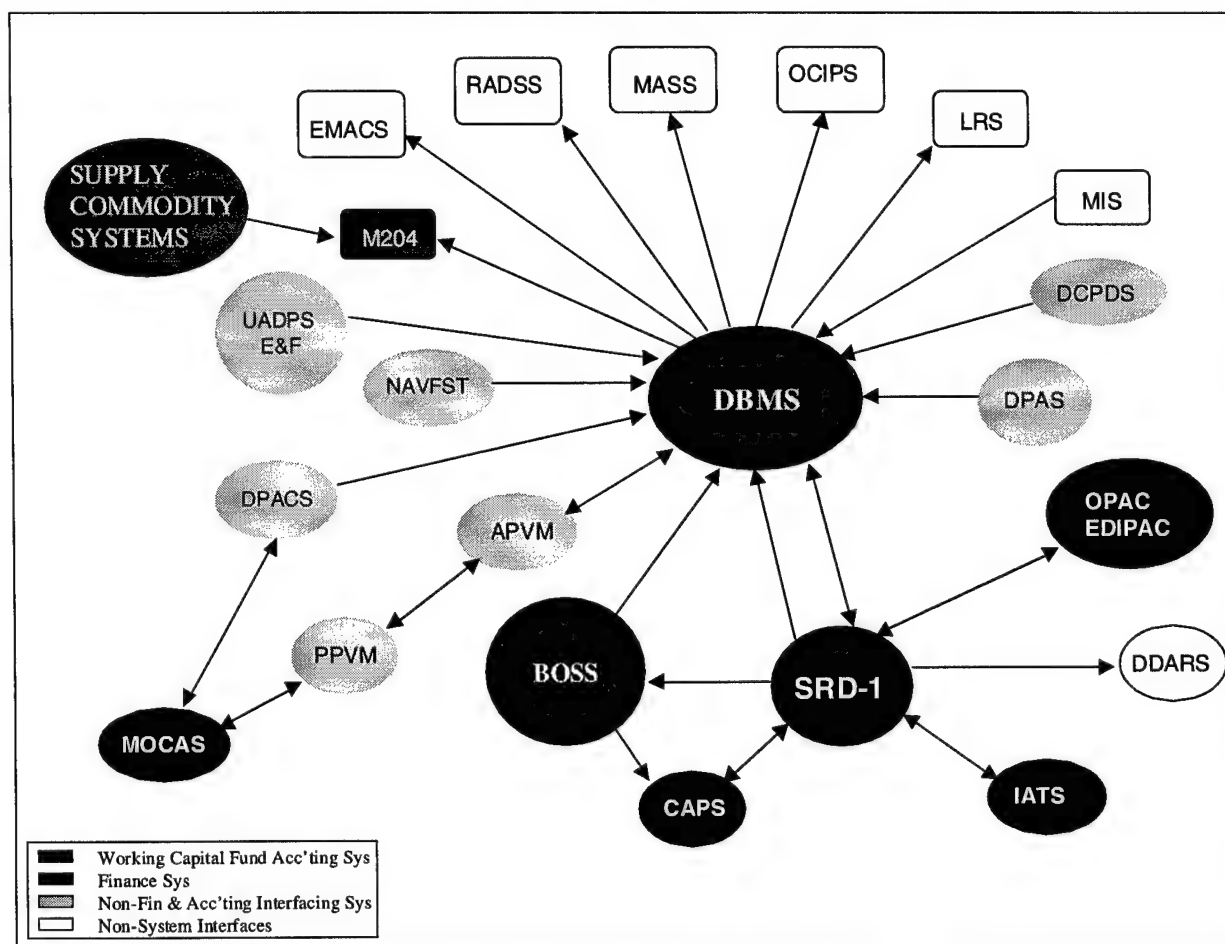 EMACS
RADSS
MASS
OCIPS
LRS
MIS
SUPPLY
COMMODITY
SYSTEMS
M204
DCPDS
UADPS
E&F
NAVFST
DBMS
DPAS
DPACS
APVM
OPAC
EDIPAC
PPVM
BOSS
SRD-1
DDARS
MOCAS
CAPS
IATS
Working Capital Fund Acc'ting Sys
Finance Sys
Non-Fin & Acc'ting Interfacing Sys
Non-System Interfaces